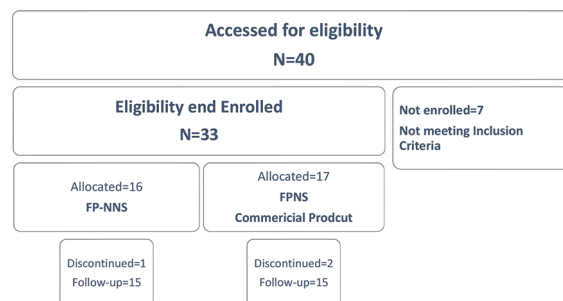 Accessed for eligibility
N=40
Eligibility end Enrolled
N=33
Not enrolled=7
Not meeting Inclusion
Criteria
Allocated=16
FP-NNS
Allocated=17
FPNS
Commericial Prodcut
Discontinued=1
Follow-up=15
Discontinued=2
Follow-up=15